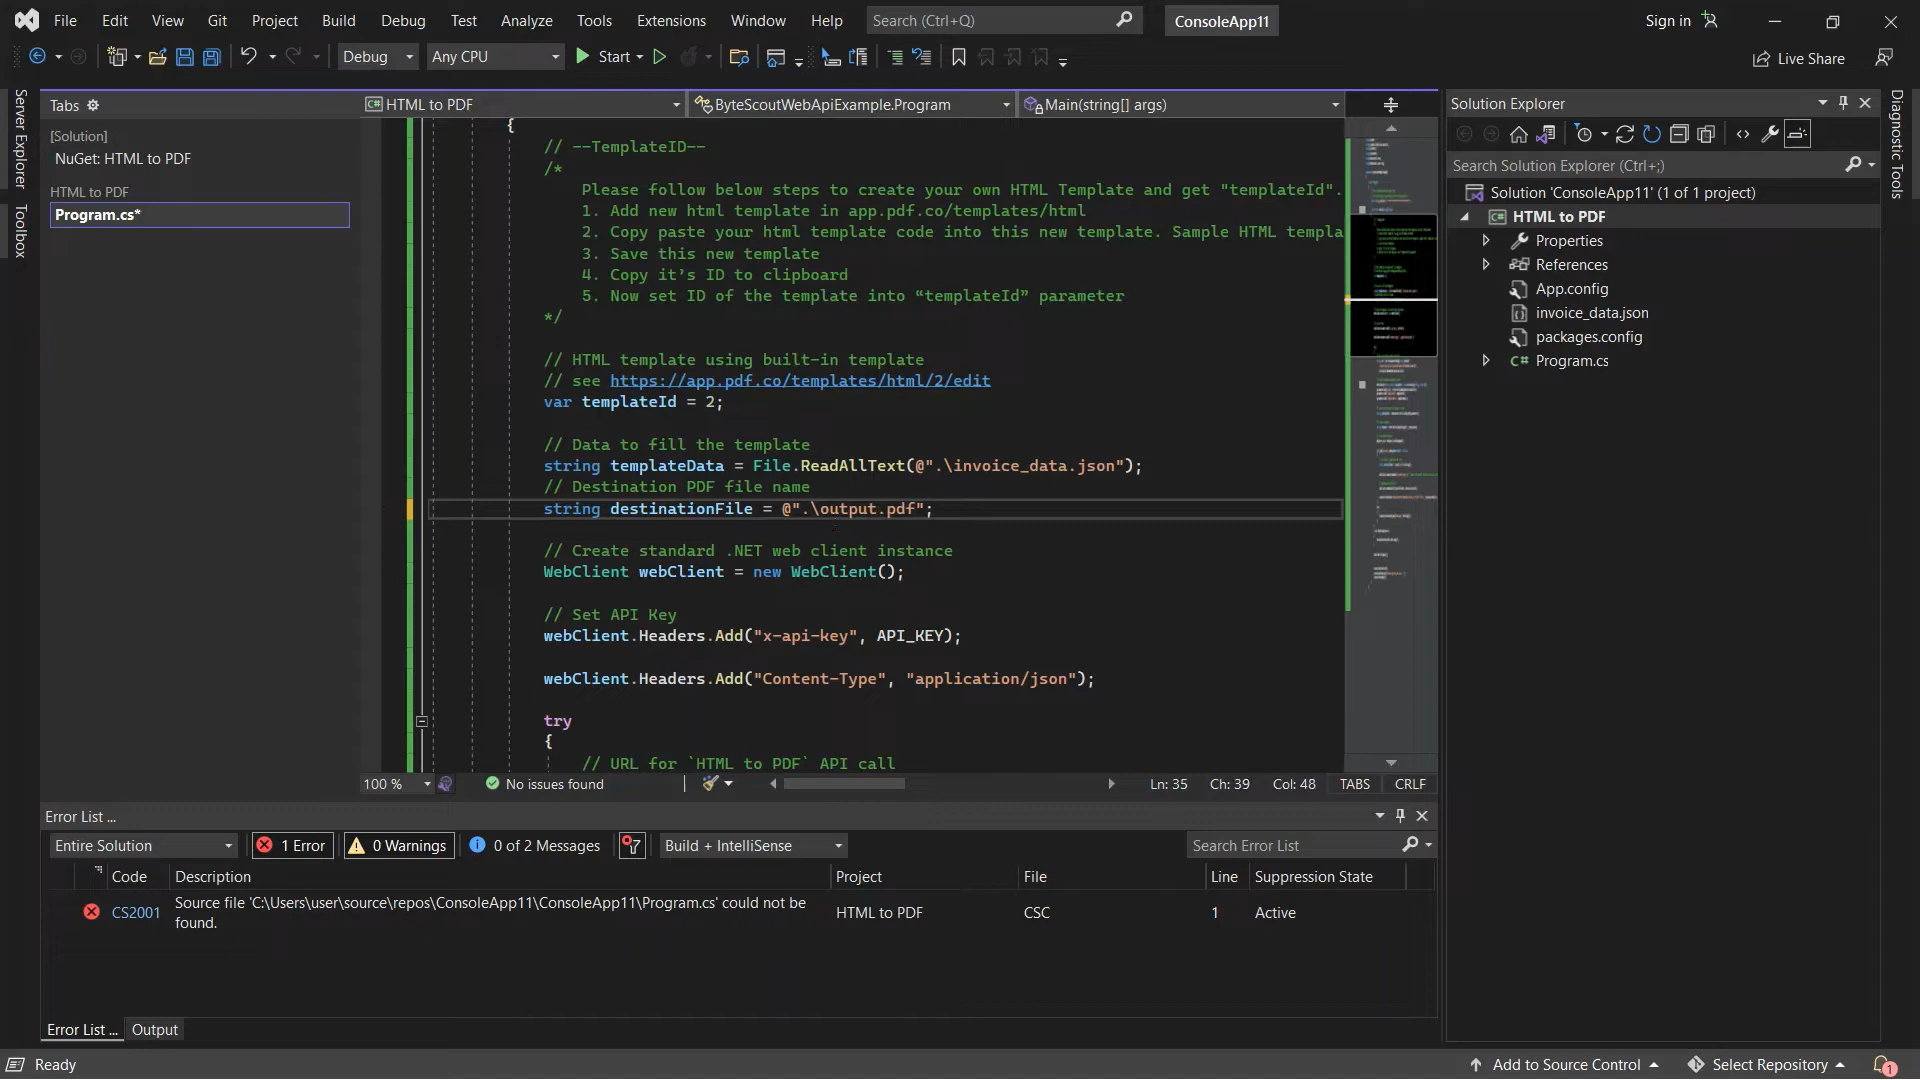 File Edit View Git Project Build Debug Test Analyze Tools Extensions Window Help Search (Ctrl+Q) ConsoleApp11 Sign in
Debug Any CPU Start Live Share
Server Explorer
Toolbox
Tabs
[Solution]
NuGet: HTML to PDF
HTML to PDF
Program.cs*
HTML to PDF ByteScoutWebApiExample.Program Main(string[] args)
{
// --TemplateID--
/*
Please follow below steps to create your own HTML Template and get "templateId".
1. Add new html template in app.pdf.co/templates/html
2. Copy paste your html template code into this new template. Sample HTML templa
3. Save this new template
4. Copy it’s ID to clipboard
5. Now set ID of the template into “templateId” parameter
*/
// HTML template using built-in template
// see https://app.pdf.co/templates/html/2/edit
var templateId = 2;
// Data to fill the template
string templateData = File.ReadAllText(@".\invoice_data.json");
// Destination PDF file name
string destinationFile = @".\output.pdf";
// Create standard .NET web client instance
WebClient webClient = new WebClient();
// Set API Key
webClient.Headers.Add("x-api-key", API_KEY);
webClient.Headers.Add("Content-Type", "application/json");
try
{
// URL for `HTML to PDF` API call
100 % No issues found Ln: 35 Ch: 39 Col: 48 TABS CRLF
Solution Explorer
Search Solution Explorer (Ctrl+;)
Solution 'ConsoleApp11' (1 of 1 project)
HTML to PDF
Properties
References
App.config
invoice_data.json
packages.config
C# Program.cs
Diagnostic Tools
Error List ...
Entire Solution 1 Error 0 Warnings 0 of 2 Messages Build + IntelliSense Search Error List
Code Description Project File Line Suppression State
CS2001 Source file 'C:\Users\user\source\repos\ConsoleApp11\ConsoleApp11\Program.cs' could not be HTML to PDF CSC 1 Active
found.
Error List ... Output
Ready Add to Source Control Select Repository 1